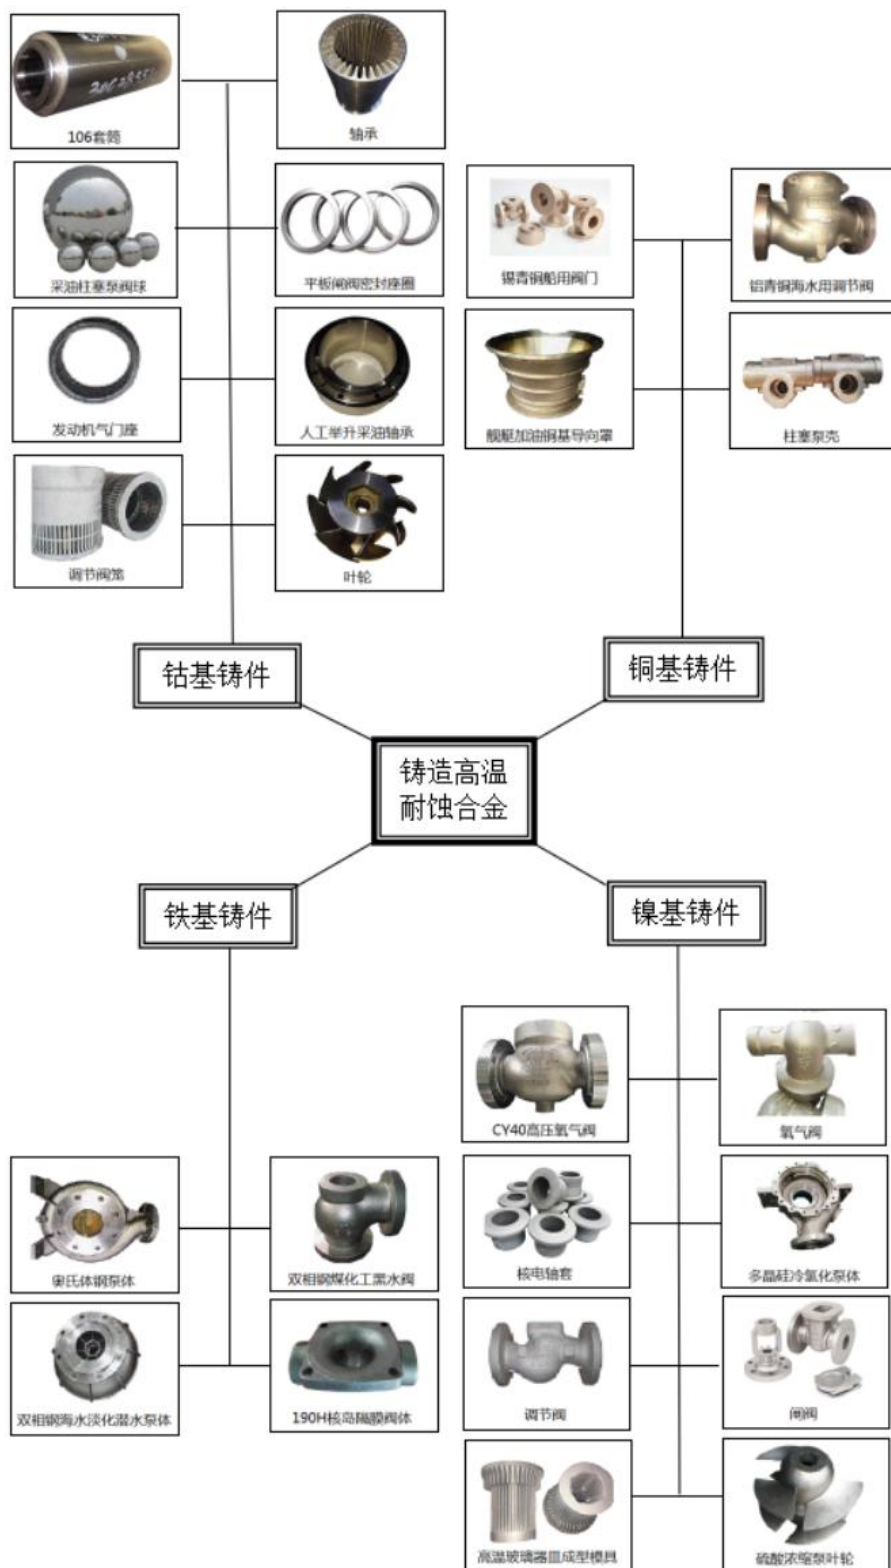 106套筒
轴承
采油柱塞泵阀球
平板闸阀密封座圈
锡青铜船用阀门
铝青铜海水用调节阀
发动机气门座
人工举升采油轴承
舰艇加油铜基导向罩
柱塞泵壳
调节阀笼
叶轮
钴基铸件
铜基铸件
铸造高温
耐蚀合金
铁基铸件
镍基铸件
CY40高压氧气阀
氧气阀
奥氏体钢泵体
双相钢煤化工黑水阀
核电轴套
多晶硅冷氢化泵体
双相钢海水淡化潜水泵体
190H核岛隔膜阀体
调节阀
闸阀
高温玻璃器皿成型模具
硫酸浓缩泵叶轮